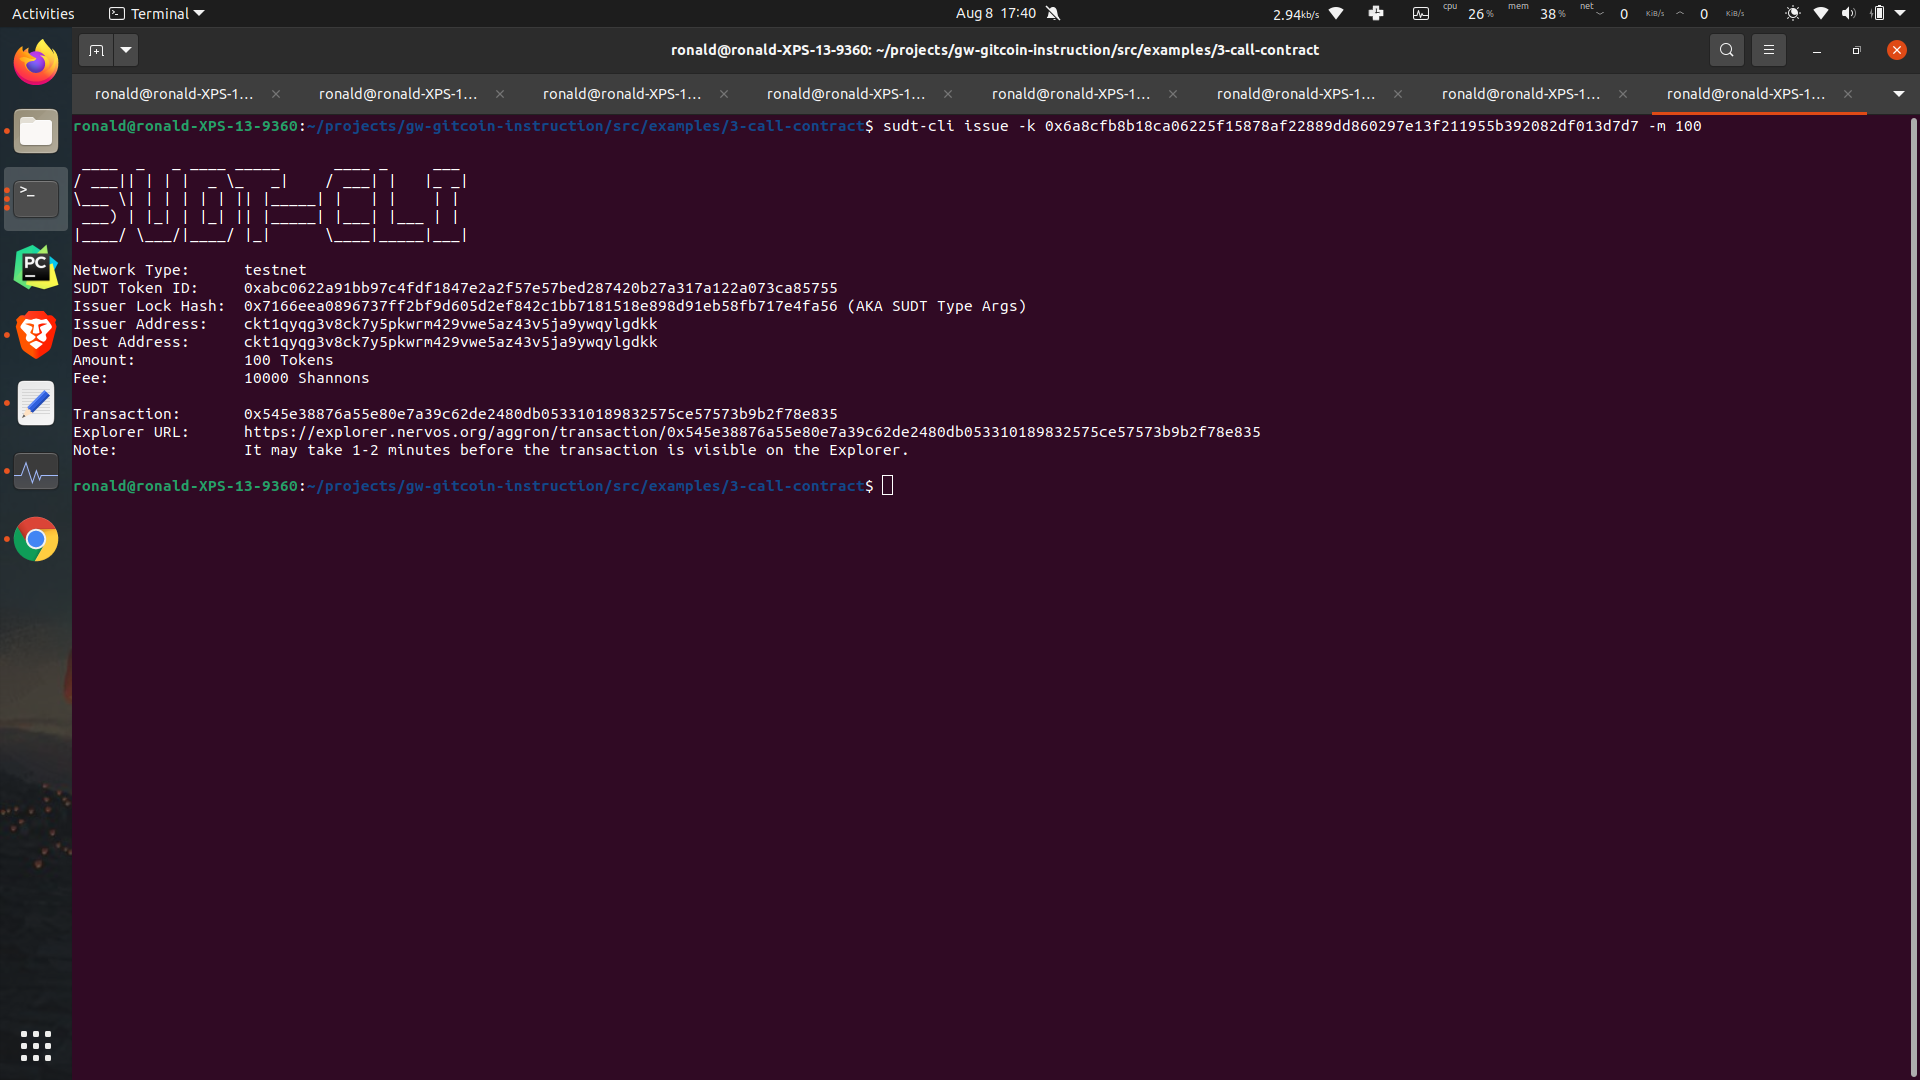 Activities
Terminal
Aug 8 17:40
2.94kb/s
cpu 26%
mem 38%
net 0 KiB/s 0 KiB/s
ronald@ronald-XPS-13-9360: ~/projects/gw-gitcoin-instruction/src/examples/3-call-contract
ronald@ronald-XPS-1...
ronald@ronald-XPS-1...
ronald@ronald-XPS-1...
ronald@ronald-XPS-1...
ronald@ronald-XPS-1...
ronald@ronald-XPS-1...
ronald@ronald-XPS-1...
ronald@ronald-XPS-1...
ronald@ronald-XPS-13-9360:~/projects/gw-gitcoin-instruction/src/examples/3-call-contract$ sudt-cli issue -k 0x6a8cfb8b18ca06225f15878af22889dd860297e13f211955b392082df013d7d7 -m 100
SUDT-CLI
Network Type: testnet
SUDT Token ID: 0xabc0622a91bb97c4fdf1847e2a2f57e57bed287420b27a317a122a073ca85755
Issuer Lock Hash: 0x7166eea0896737ff2bf9d605d2ef842c1bb7181518e898d91eb58fb717e4fa56 (AKA SUDT Type Args)
Issuer Address: ckt1qyqg3v8ck7y5pkwrm429vwe5az43v5ja9ywqylgdkk
Dest Address: ckt1qyqg3v8ck7y5pkwrm429vwe5az43v5ja9ywqylgdkk
Amount: 100 Tokens
Fee: 10000 Shannons
Transaction: 0x545e38876a55e80e7a39c62de2480db053310189832575ce57573b9b2f78e835
Explorer URL: https://explorer.nervos.org/aggron/transaction/0x545e38876a55e80e7a39c62de2480db053310189832575ce57573b9b2f78e835
Note: It may take 1-2 minutes before the transaction is visible on the Explorer.
ronald@ronald-XPS-13-9360:~/projects/gw-gitcoin-instruction/src/examples/3-call-contract$
PC